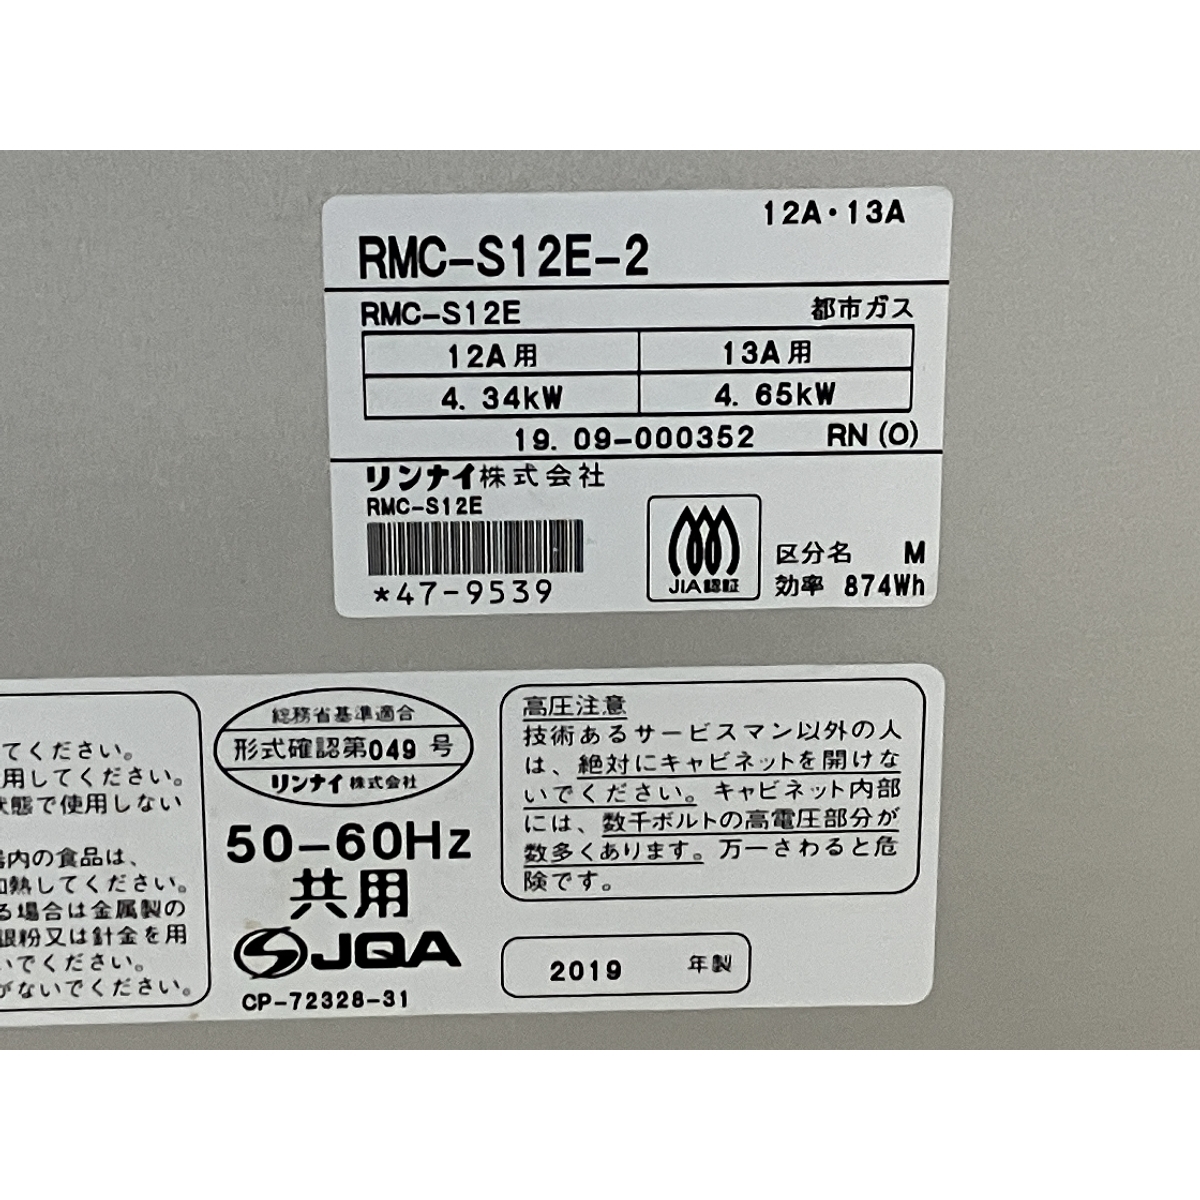 12A・13A
RMC-S12E-2
RMC-S12E 都市ガス
12A用 13A用
4.34kW 4.65kW
19.09-000352 RN(O)
リンナイ株式会社
RMC-S12E
*47-9539
JIA認証
区分名 M
効率 874Wh
てください。
用してください。
状態で使用しない
内の食品は、
熱してください。
る場合は金属製の
銀粉又は針金を用
いでください。
がないでください。
総務省基準適合
形式確認第049号
リンナイ株式会社
50-60Hz
共用
JQA
CP-72328-31
高圧注意
技術あるサービスマン以外の人
は、絶対にキャビネットを開けな
いでください。キャビネット内部
には、数千ボルトの高電圧部分が
数多くあります。万一さわると危
険です。
2019 年製